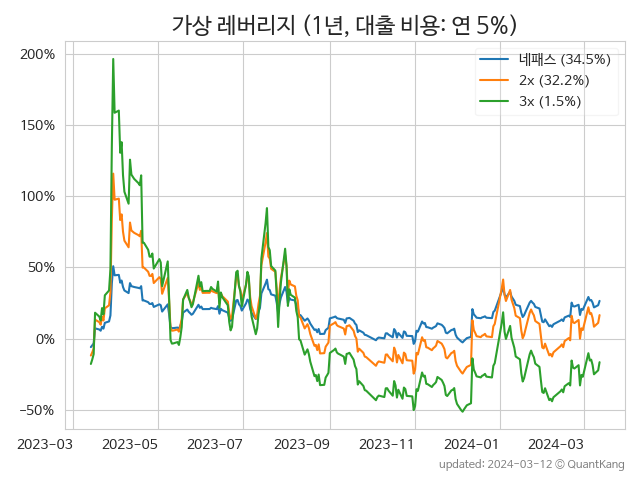 가상 레버리지 (1년, 대출 비용: 연 5%)
네패스 (34.5%)
2x (32.2%)
3x (1.5%)
200%
150%
100%
50%
0%
−50%
2023-03 2023-05 2023-07 2023-09 2023-11 2024-01 2024-03
updated: 2024-03-12 © QuantKang